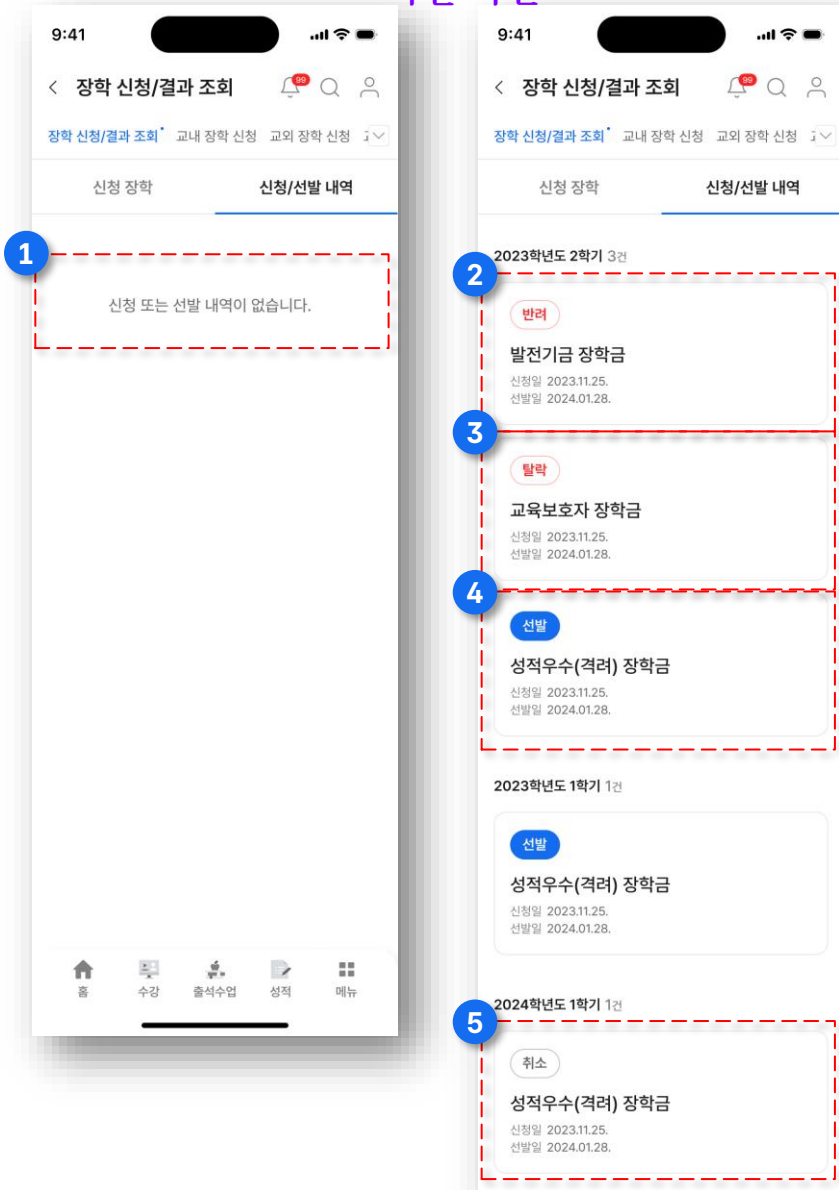 9:41
장학 신청/결과 조회
99
장학 신청/결과 조회 교내 장학 신청 교외 장학 신청
신청 장학 신청/선발 내역
1
신청 또는 선발 내역이 없습니다.
홈 수강 출석수업 성적 메뉴
9:41
장학 신청/결과 조회
99
장학 신청/결과 조회 교내 장학 신청 교외 장학 신청
신청 장학 신청/선발 내역
2023학년도 2학기 3건
2
반려
발전기금 장학금
신청일 2023.11.25.
선발일 2024.01.28.
3
탈락
교육보호자 장학금
신청일 2023.11.25.
선발일 2024.01.28.
4
선발
성적우수(격려) 장학금
신청일 2023.11.25.
선발일 2024.01.28.
2023학년도 1학기 1건
선발
성적우수(격려) 장학금
신청일 2023.11.25.
선발일 2024.01.28.
2024학년도 1학기 1건
5
취소
성적우수(격려) 장학금
신청일 2023.11.25.
선발일 2024.01.28.